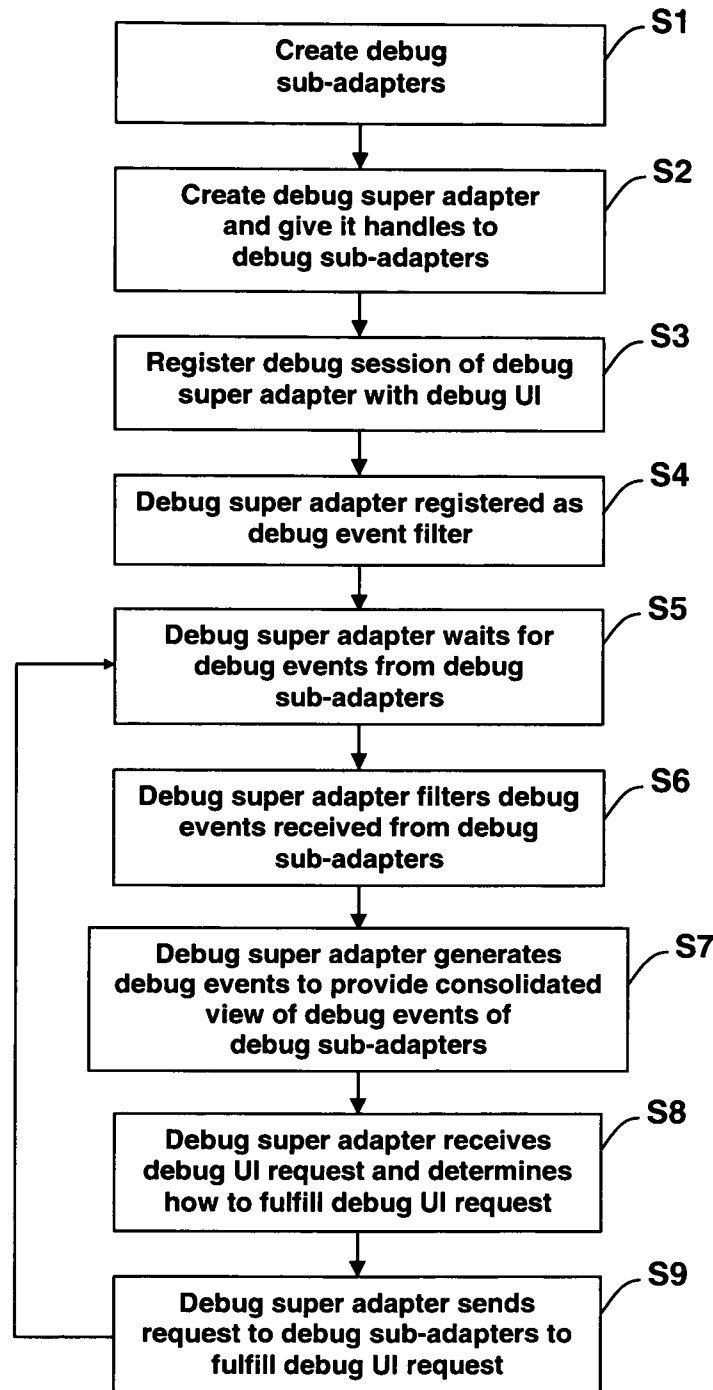 S1
Create debug
sub-adapters
S2
Create debug super adapter
and give it handles to
debug sub-adapters
S3
Register debug session of debug
super adapter with debug UI
S4
Debug super adapter registered as
debug event filter
S5
Debug super adapter waits for
debug events from debug
sub-adapters
S6
Debug super adapter filters debug
events received from debug
sub-adapters
S7
Debug super adapter generates
debug events to provide consolidated
view of debug events of
debug sub-adapters
S8
Debug super adapter receives
debug UI request and determines
how to fulfill debug UI request
S9
Debug super adapter sends
request to debug sub-adapters to
fulfill debug UI request